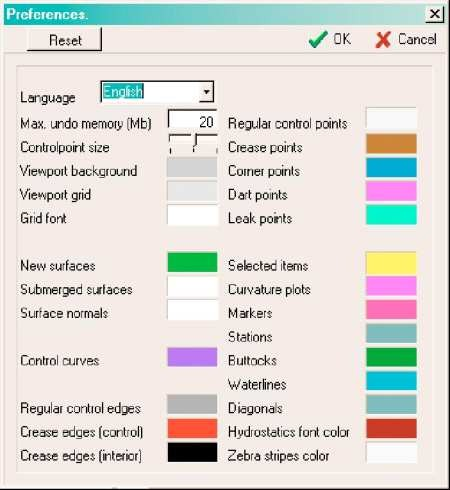 Preferences.
Reset OK Cancel
Language English
Max. undo memory (Mb) 20 Regular control points
Controlpoint size Crease points
Viewport background Corner points
Viewport grid Dart points
Grid font Leak points
New surfaces Selected items
Submerged surfaces Curvature plots
Surface normals Markers
Stations
Control curves Buttocks
Waterlines
Regular control edges Diagonals
Crease edges (control) Hydrostatics font color
Crease edges (interior) Zebra stripes color